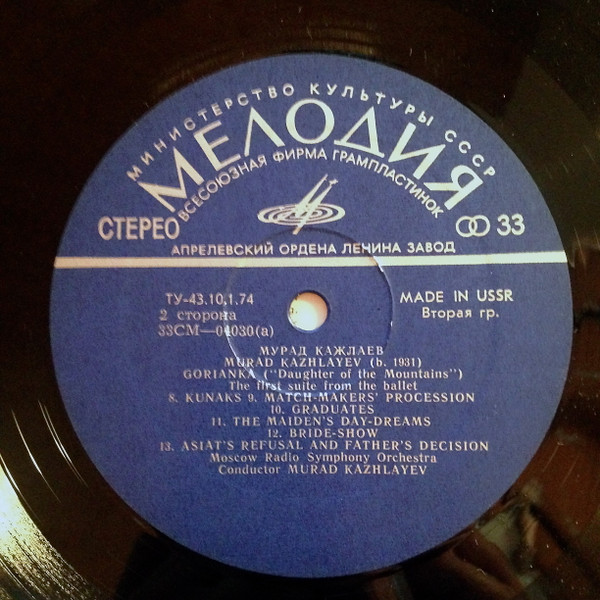 МИНИСТЕРСТВО КУЛЬТУРЫ СССР
МЕЛОДИЯ
ВСЕСОЮЗНАЯ ФИРМА ГРАМПЛАСТИНОК
СТЕРЕО
33
АПРЕЛЕВСКИЙ ОРДЕНА ЛЕНИНА ЗАВОД
ТУ-43.10.1.74
MADE IN USSR
2 сторона
Вторая гр.
33СМ—04030(а)
МУРАД КАЖЛАЕВ
MURAD KAZHLAYEV (b. 1931)
GORIANKA ("Daughter of the Mountains")
The first suite from the ballet
8. KUNAKS 9. MATCH-MAKERS' PROCESSION
10. GRADUATES
11. THE MAIDEN'S DAY-DREAMS
12. BRIDE-SHOW
13. ASIAT'S REFUSAL AND FATHER'S DECISION
Moscow Radio Symphony Orchestra
Conductor MURAD KAZHLAYEV